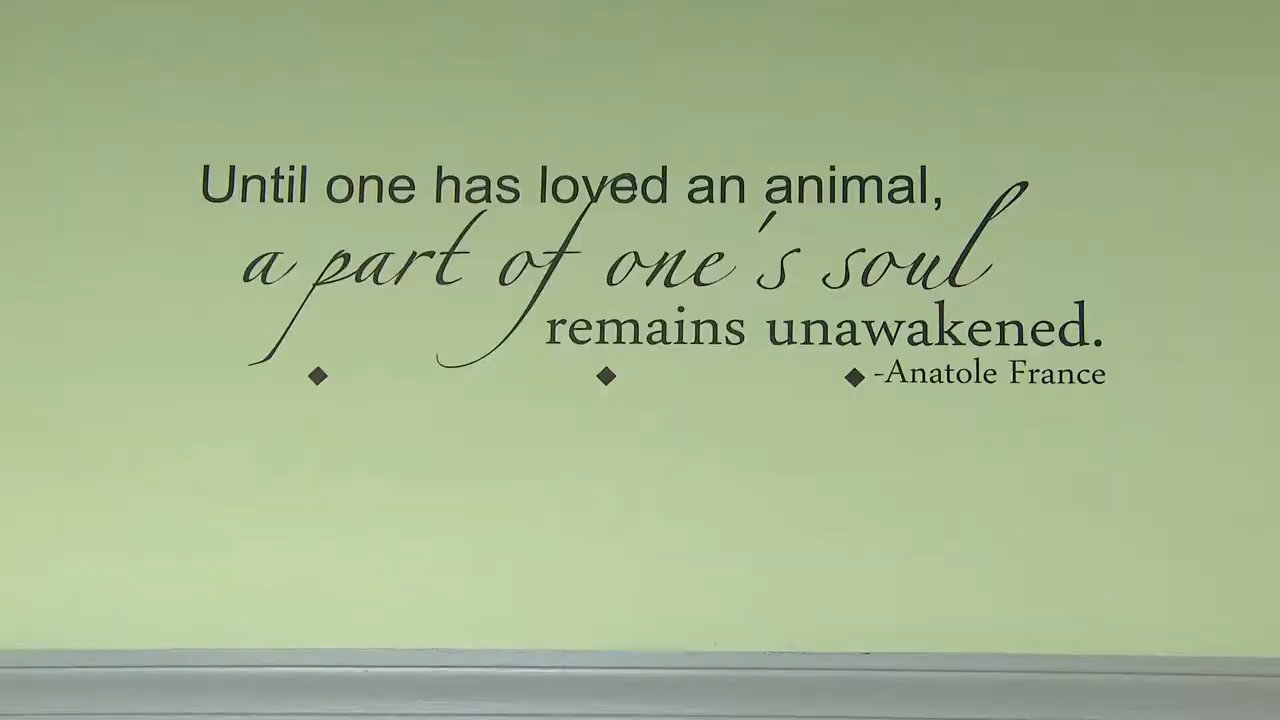 Until one has loved an animal,
a part of one's soul
remains unawakened.
-Anatole France